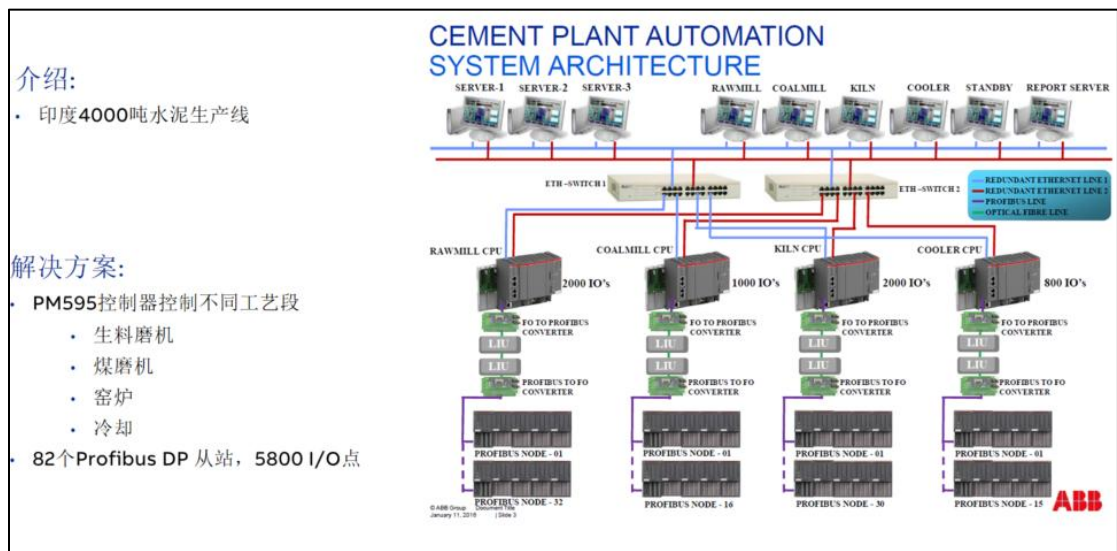 介绍:
• 印度4000吨水泥生产线
解决方案:
• PM595控制器控制不同工艺段
• 生料磨机
• 煤磨机
• 窑炉
• 冷却
• 82个Profibus DP 从站，5800 I/O点
CEMENT PLANT AUTOMATION
SYSTEM ARCHITECTURE
SERVER-1 SERVER-2 SERVER-3 RAWMILL COALMILL KILN COOLER STANDBY REPORT SERVER
ETH -SWITCH 1
ETH -SWITCH 2
REDUNDANT ETHERNET LINE 1
REDUNDANT ETHERNET LINE 2
PROFIBUS LINE
OPTICAL FIBRE LINE
RAWMILL CPU COALMILL CPU KILN CPU COOLER CPU
2000 IO's 1000 IO's 2000 IO's 800 IO's
FO TO PROFIBUS CONVERTER
FO TO PROFIBUS CONVERTER
FO TO PROFIBUS CONVERTER
FO TO PROFIBUS CONVERTER
LIU LIU LIU LIU
LIU LIU LIU LIU
PROFIBUS TO FO CONVERTER
PROFIBUS TO FO CONVERTER
PROFIBUS TO FO CONVERTER
PROFIBUS TO FO CONVERTER
PROFIBUS NODE - 01 PROFIBUS NODE - 01 PROFIBUS NODE - 01 PROFIBUS NODE - 01
PROFIBUS NODE - 32 PROFIBUS NODE - 16 PROFIBUS NODE - 30 PROFIBUS NODE - 15
© ABB Group Document Title
January 11, 2016 | Slide 3
ABB